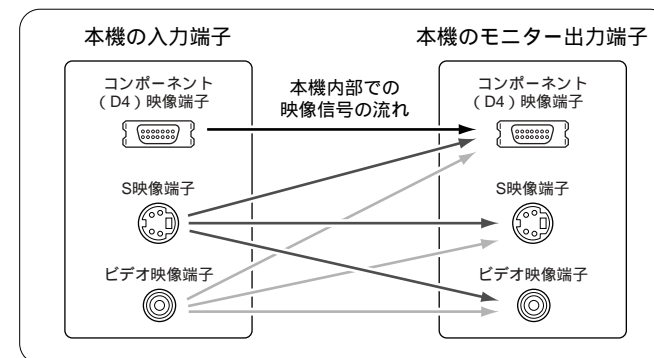 本機の入力端子
本機のモニター出力端子
コンポーネント
(D4)映像端子
本機内部での
映像信号の流れ
コンポーネント
(D4)映像端子
S映像端子
S映像端子
ビデオ映像端子
ビデオ映像端子